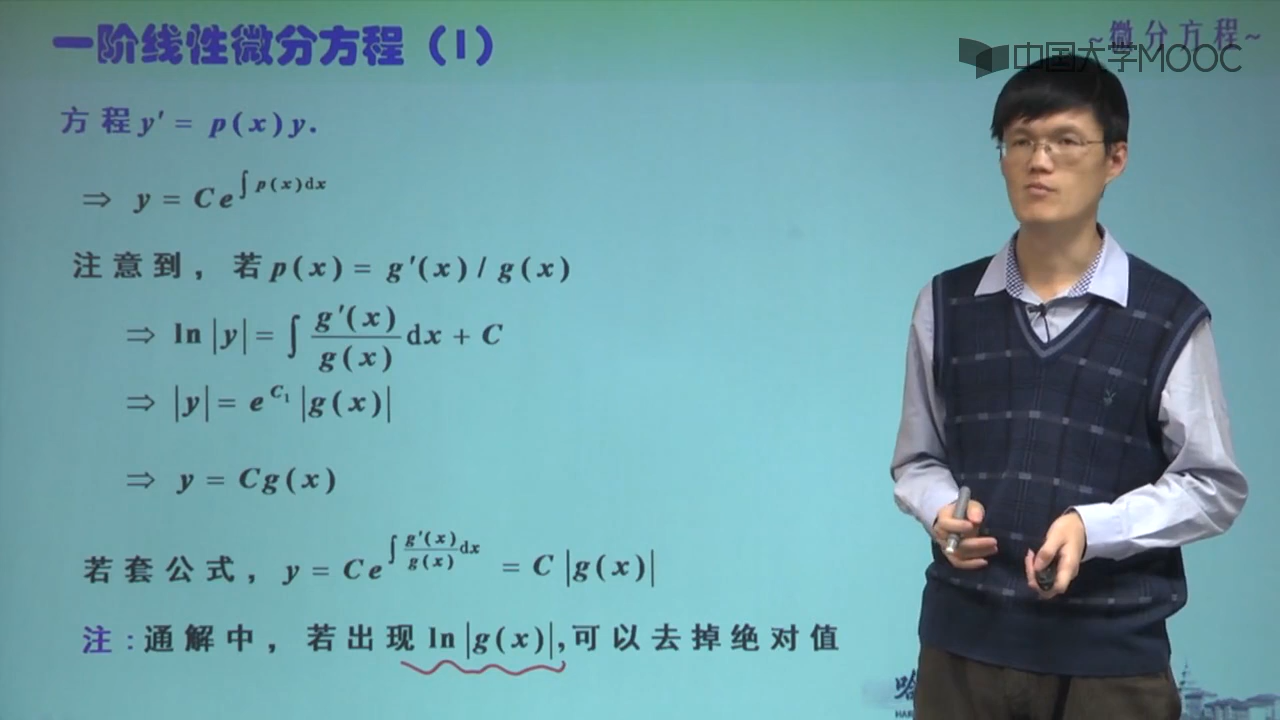 一阶线性微分方程（1）
~微分方程~
中国大学MOOC
方程 y′ = p(x)y.
⇒ y = Ce^{∫p(x)dx}
注意到，若 p(x) = g′(x) / g(x)
⇒ ln|y| = ∫ g′(x)/g(x) dx + C
⇒ |y| = e^{C₁}|g(x)|
⇒ y = Cg(x)
若套公式，y = Ce^{∫ g′(x)/g(x) dx} = C|g(x)|
注：通解中，若出现 ln|g(x)|,可以去掉绝对值
哈